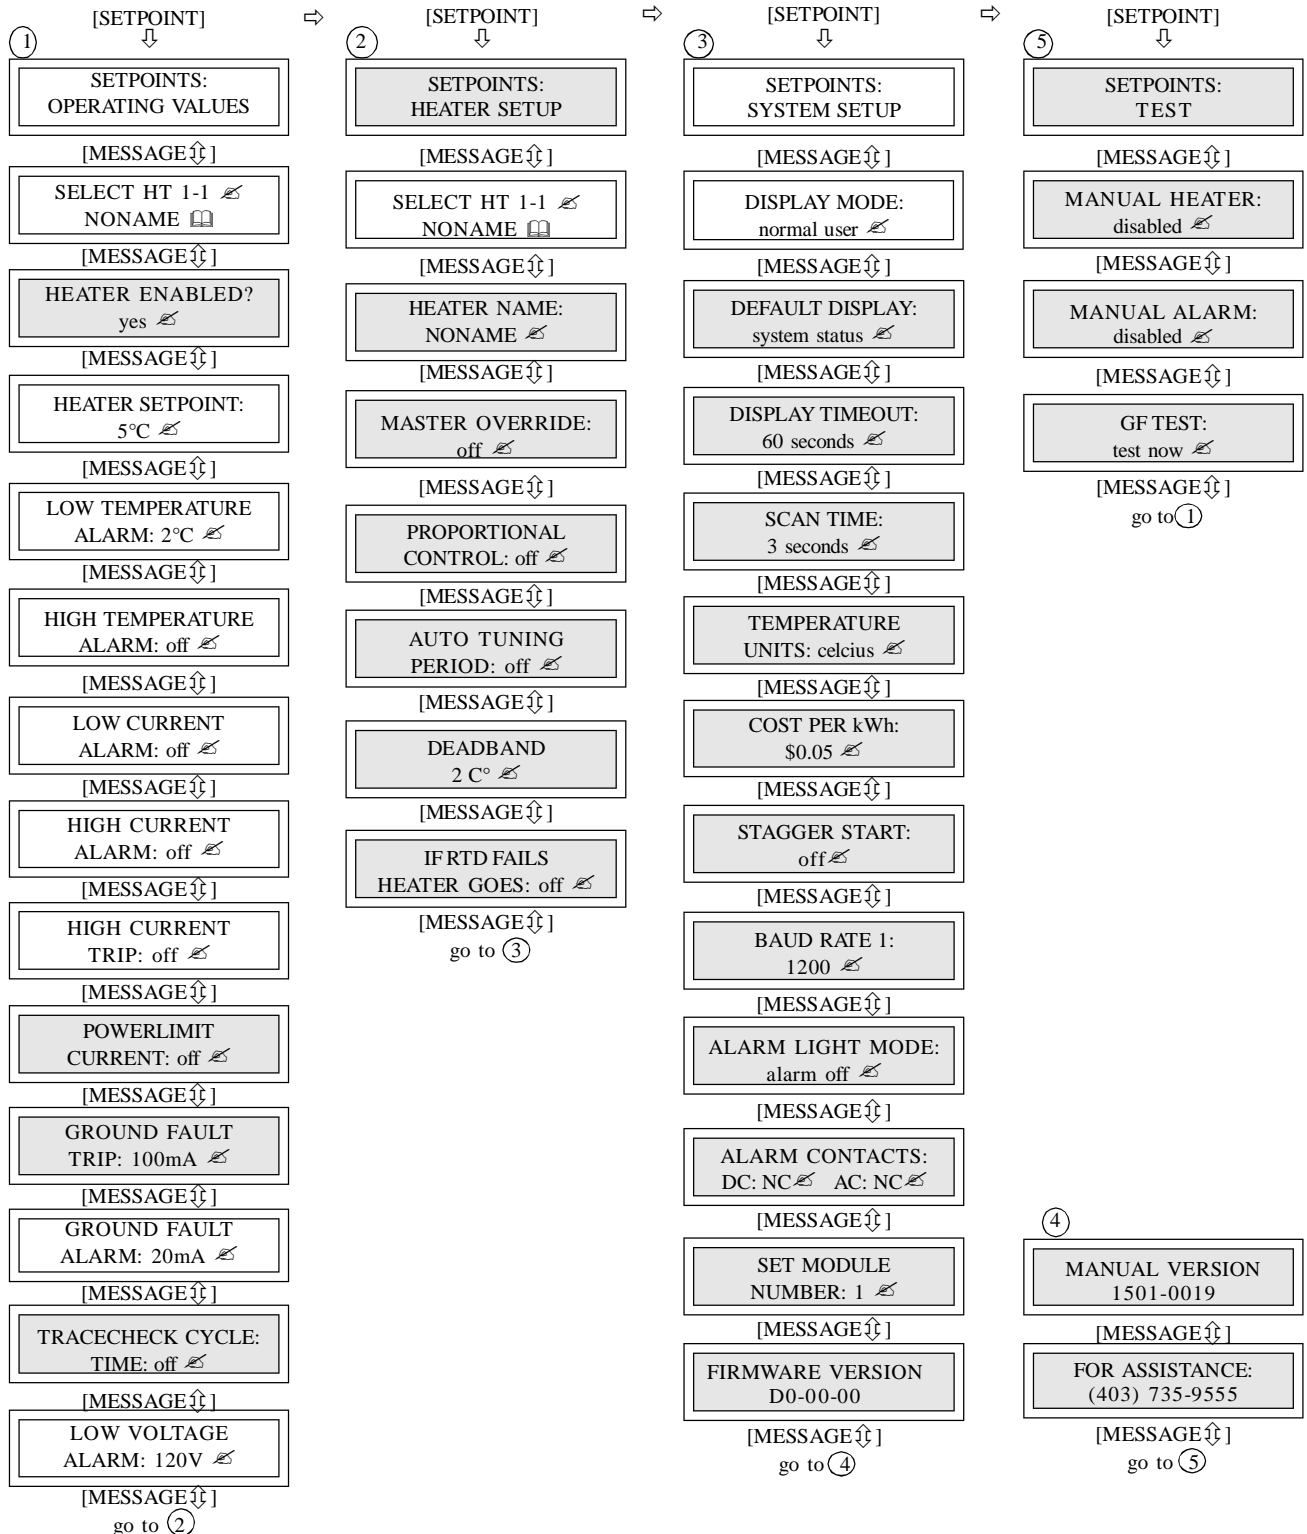 [SETPOINT]
1
SETPOINTS:
OPERATING VALUES
[MESSAGE⇕]
SELECT HT 1-1 ✍
NONAME 🕮
[MESSAGE⇕]
HEATER ENABLED?
yes ✍
[MESSAGE⇕]
HEATER SETPOINT:
5°C ✍
[MESSAGE⇕]
LOW TEMPERATURE
ALARM: 2°C ✍
[MESSAGE⇕]
HIGH TEMPERATURE
ALARM: off ✍
[MESSAGE⇕]
LOW CURRENT
ALARM: off ✍
[MESSAGE⇕]
HIGH CURRENT
ALARM: off ✍
[MESSAGE⇕]
HIGH CURRENT
TRIP: off ✍
[MESSAGE⇕]
POWERLIMIT
CURRENT: off ✍
[MESSAGE⇕]
GROUND FAULT
TRIP: 100mA ✍
[MESSAGE⇕]
GROUND FAULT
ALARM: 20mA ✍
[MESSAGE⇕]
TRACECHECK CYCLE:
TIME: off ✍
[MESSAGE⇕]
LOW VOLTAGE
ALARM: 120V ✍
[MESSAGE⇕]
go to 2
[SETPOINT]
2
SETPOINTS:
HEATER SETUP
[MESSAGE⇕]
SELECT HT 1-1 ✍
NONAME 🕮
[MESSAGE⇕]
HEATER NAME:
NONAME ✍
[MESSAGE⇕]
MASTER OVERRIDE:
off ✍
[MESSAGE⇕]
PROPORTIONAL
CONTROL: off ✍
[MESSAGE⇕]
AUTO TUNING
PERIOD: off ✍
[MESSAGE⇕]
DEADBAND
2 C° ✍
[MESSAGE⇕]
IF RTD FAILS
HEATER GOES: off ✍
[MESSAGE⇕]
go to 3
[SETPOINT]
3
SETPOINTS:
SYSTEM SETUP
[MESSAGE⇕]
DISPLAY MODE:
normal user ✍
[MESSAGE⇕]
DEFAULT DISPLAY:
system status ✍
[MESSAGE⇕]
DISPLAY TIMEOUT:
60 seconds ✍
[MESSAGE⇕]
SCAN TIME:
3 seconds ✍
[MESSAGE⇕]
TEMPERATURE
UNITS: celcius ✍
[MESSAGE⇕]
COST PER kWh:
$0.05 ✍
[MESSAGE⇕]
STAGGER START:
off ✍
[MESSAGE⇕]
BAUD RATE 1:
1200 ✍
[MESSAGE⇕]
ALARM LIGHT MODE:
alarm off ✍
[MESSAGE⇕]
ALARM CONTACTS:
DC: NC ✍ AC: NC ✍
[MESSAGE⇕]
SET MODULE
NUMBER: 1 ✍
[MESSAGE⇕]
FIRMWARE VERSION
D0-00-00
[MESSAGE⇕]
go to 4
[SETPOINT]
5
SETPOINTS:
TEST
[MESSAGE⇕]
MANUAL HEATER:
disabled ✍
[MESSAGE⇕]
MANUAL ALARM:
disabled ✍
[MESSAGE⇕]
GF TEST:
test now ✍
[MESSAGE⇕]
go to 1
4
MANUAL VERSION
1501-0019
[MESSAGE⇕]
FOR ASSISTANCE:
(403) 735-9555
[MESSAGE⇕]
go to 5